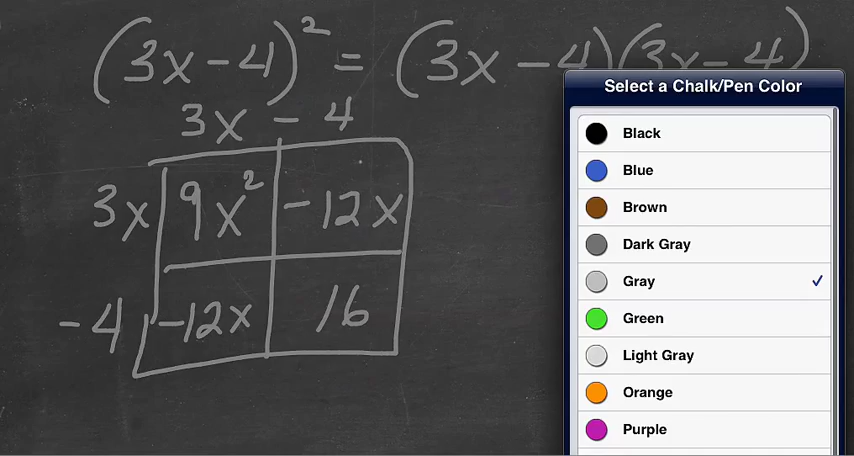 (3x-4)² = (3x-4)(3x-4)
3x - 4
3x 9x² -12x
-4 -12x 16
Select a Chalk/Pen Color
Black
Blue
Brown
Dark Gray
Gray ✓
Green
Light Gray
Orange
Purple